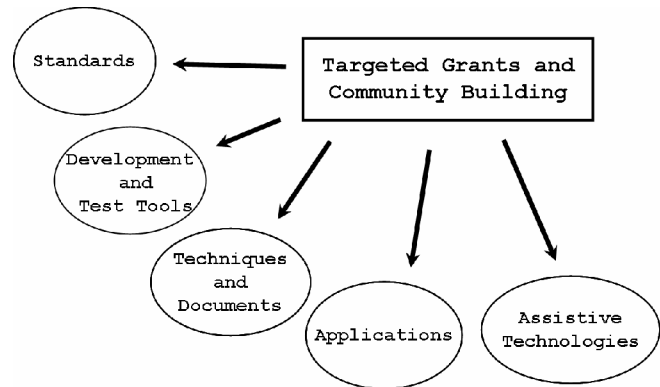 Standards
Targeted Grants and
Community Building
Development
and
Test Tools
Techniques
and
Documents
Applications
Assistive
Technologies